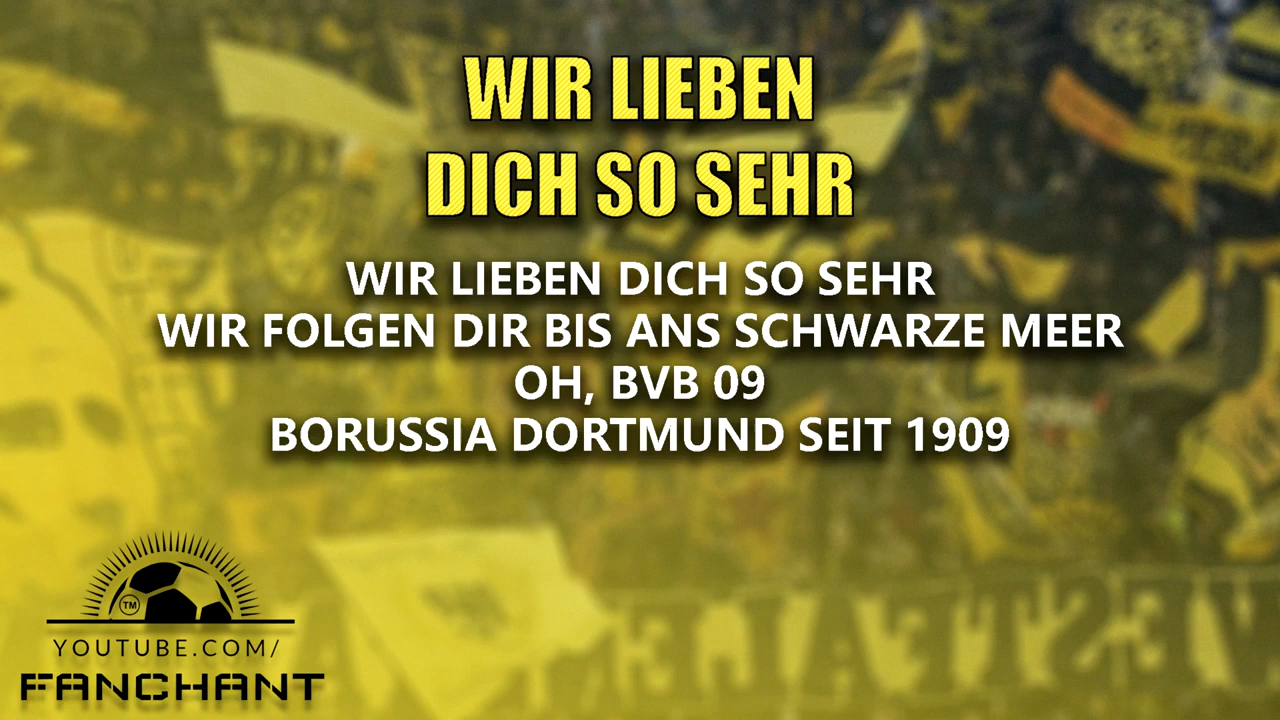 WIR LIEBEN
DICH SO SEHR
WIR LIEBEN DICH SO SEHR
WIR FOLGEN DIR BIS ANS SCHWARZE MEER
OH, BVB 09
BORUSSIA DORTMUND SEIT 1909
TM
YOUTUBE.COM/
FANCHANT